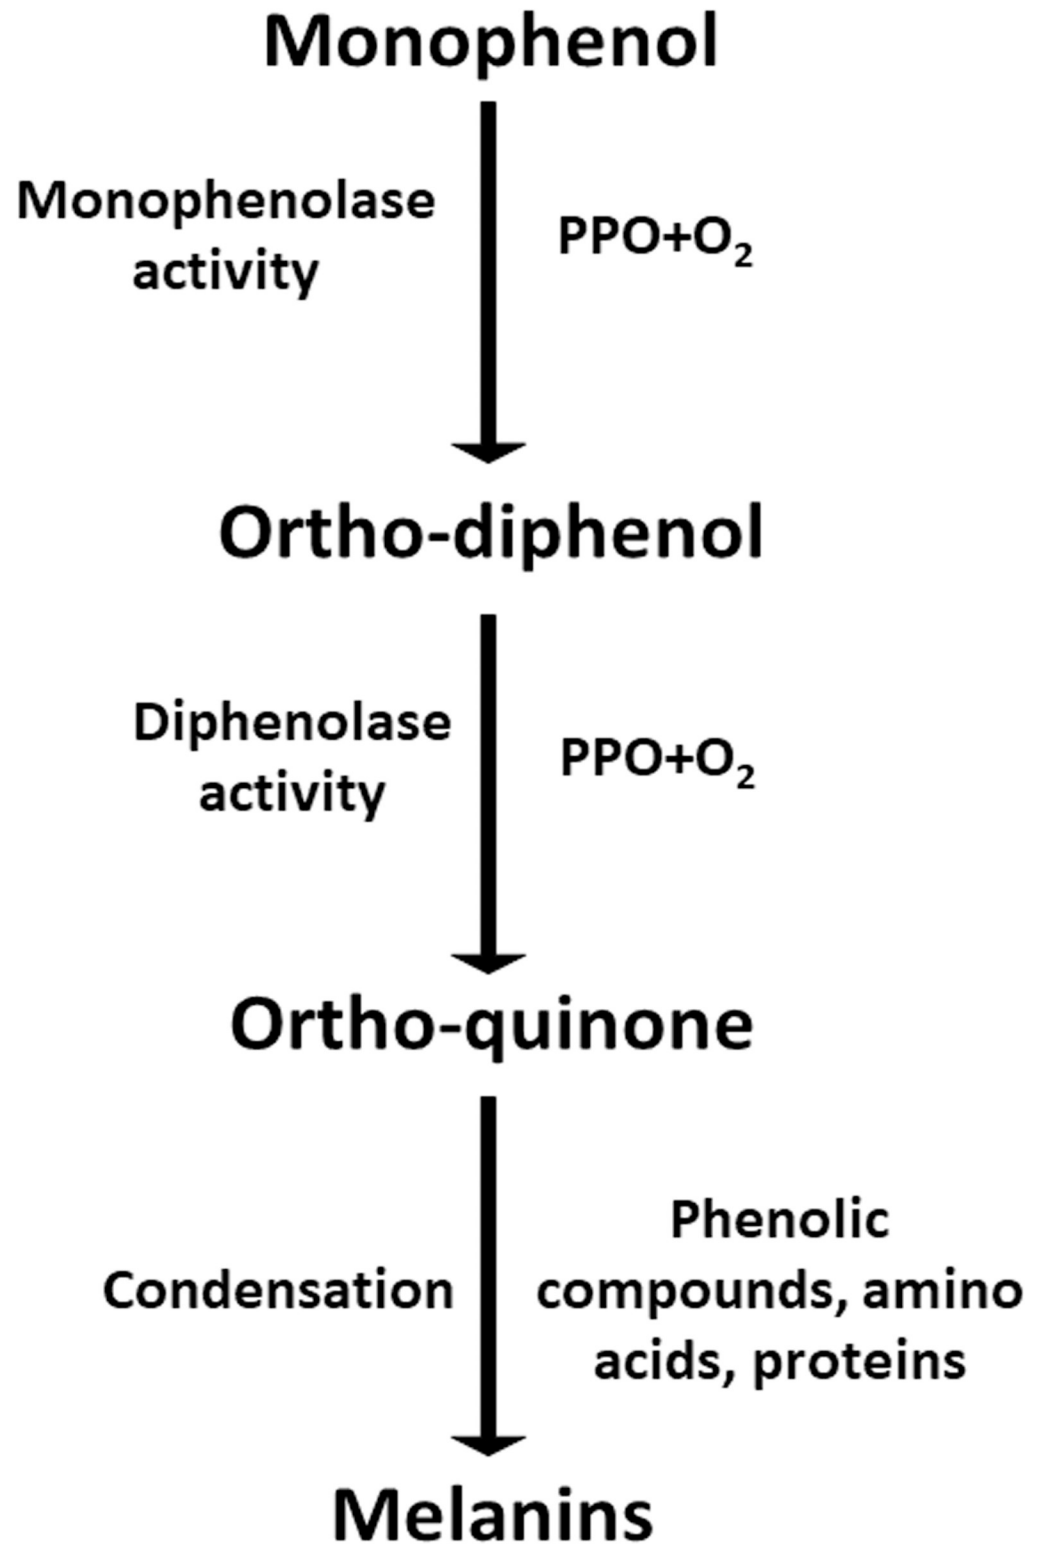 Monophenol
Monophenolase
activity
PPO+O₂
Ortho-diphenol
Diphenolase
activity
PPO+O₂
Ortho-quinone
Condensation
Phenolic
compounds, amino
acids, proteins
Melanins